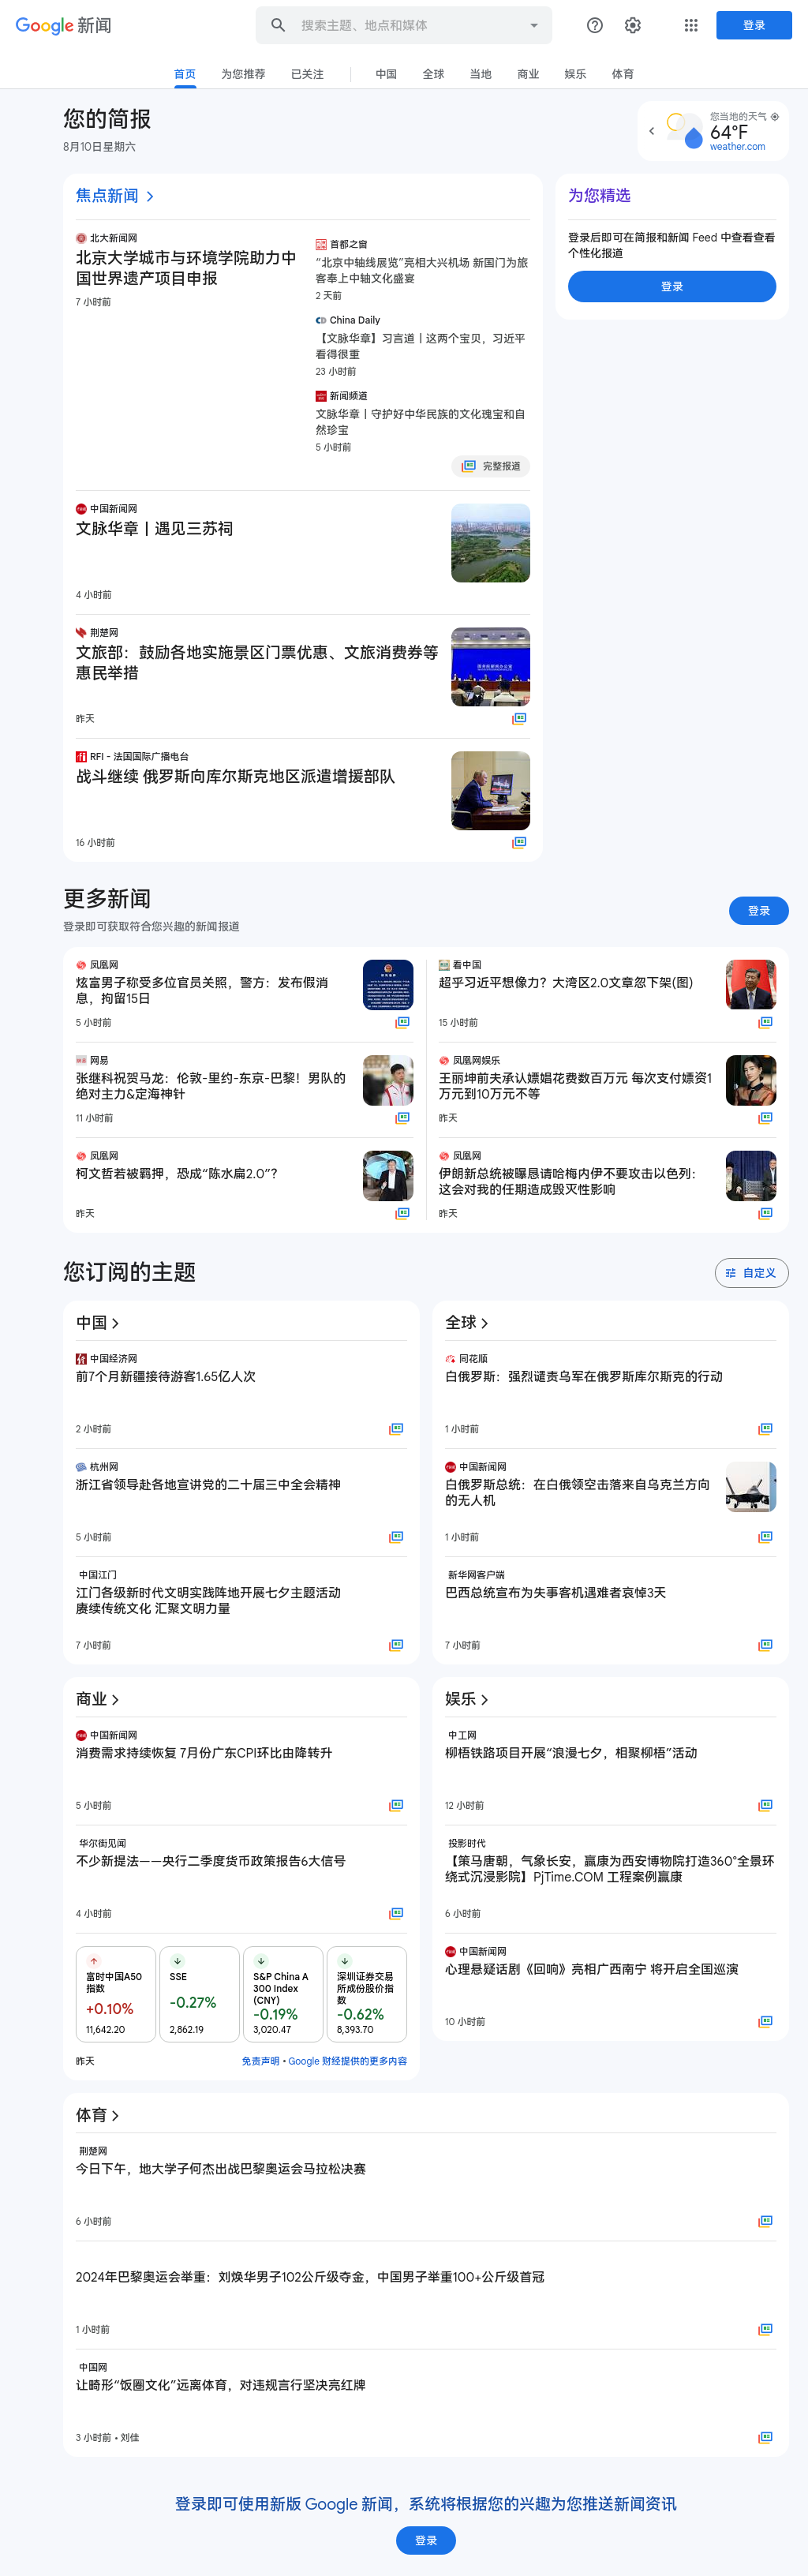 Google 新闻
搜索主题、地点和媒体
登录
首页
为您推荐
已关注
中国
全球
当地
商业
娱乐
体育
您的简报
8月10日星期六
您当地的天气
64°F
weather.com
焦点新闻
北大新闻网
北京大学城市与环境学院助力中
国世界遗产项目申报
7 小时前
首都之窗
“北京中轴线展览”亮相大兴机场 新国门为旅
客奉上中轴文化盛宴
2 天前
China Daily
【文脉华章】习言道丨这两个宝贝，习近平
看得很重
23 小时前
新闻频道
文脉华章丨守护好中华民族的文化瑰宝和自
然珍宝
5 小时前
完整报道
中国新闻网
文脉华章丨遇见三苏祠
4 小时前
荆楚网
文旅部：鼓励各地实施景区门票优惠、文旅消费券等
惠民举措
昨天
RFI - 法国国际广播电台
战斗继续 俄罗斯向库尔斯克地区派遣增援部队
16 小时前
为您精选
登录后即可在简报和新闻 Feed 中查看查看
个性化报道
登录
更多新闻
登录即可获取符合您兴趣的新闻报道
登录
凤凰网
炫富男子称受多位官员关照，警方：发布假消
息，拘留15日
5 小时前
网易
张继科祝贺马龙：伦敦-里约-东京-巴黎！男队的
绝对主力&定海神针
11 小时前
凤凰网
柯文哲若被羁押，恐成“陈水扁2.0”？
昨天
看中国
超乎习近平想像力？大湾区2.0文章忽下架(图)
15 小时前
凤凰网娱乐
王丽坤前夫承认嫖娼花费数百万元 每次支付嫖资1
万元到10万元不等
昨天
凤凰网
伊朗新总统被曝恳请哈梅内伊不要攻击以色列：
这会对我的任期造成毁灭性影响
昨天
您订阅的主题
自定义
中国
中国经济网
前7个月新疆接待游客1.65亿人次
2 小时前
杭州网
浙江省领导赴各地宣讲党的二十届三中全会精神
5 小时前
中国江门
江门各级新时代文明实践阵地开展七夕主题活动
赓续传统文化 汇聚文明力量
7 小时前
全球
同花顺
白俄罗斯：强烈谴责乌军在俄罗斯库尔斯克的行动
1 小时前
中国新闻网
白俄罗斯总统：在白俄领空击落来自乌克兰方向
的无人机
1 小时前
新华网客户端
巴西总统宣布为失事客机遇难者哀悼3天
7 小时前
商业
中国新闻网
消费需求持续恢复 7月份广东CPI环比由降转升
5 小时前
华尔街见闻
不少新提法——央行二季度货币政策报告6大信号
4 小时前
富时中国A50
指数
+0.10%
11,642.20
SSE
-0.27%
2,862.19
S&P China A
300 Index
(CNY)
-0.19%
3,020.47
深圳证券交易
所成份股价指
数
-0.62%
8,393.70
昨天
免责声明 • Google 财经提供的更多内容
娱乐
中工网
柳梧铁路项目开展“浪漫七夕，相聚柳梧”活动
12 小时前
投影时代
【策马唐朝，气象长安，赢康为西安博物院打造360°全景环
绕式沉浸影院】PjTime.COM 工程案例赢康
6 小时前
中国新闻网
心理悬疑话剧《回响》亮相广西南宁 将开启全国巡演
10 小时前
体育
荆楚网
今日下午，地大学子何杰出战巴黎奥运会马拉松决赛
6 小时前
2024年巴黎奥运会举重：刘焕华男子102公斤级夺金，中国男子举重100+公斤级首冠
1 小时前
中国网
让畸形“饭圈文化”远离体育，对违规言行坚决亮红牌
3 小时前 • 刘佳
登录即可使用新版 Google 新闻，系统将根据您的兴趣为您推送新闻资讯
登录